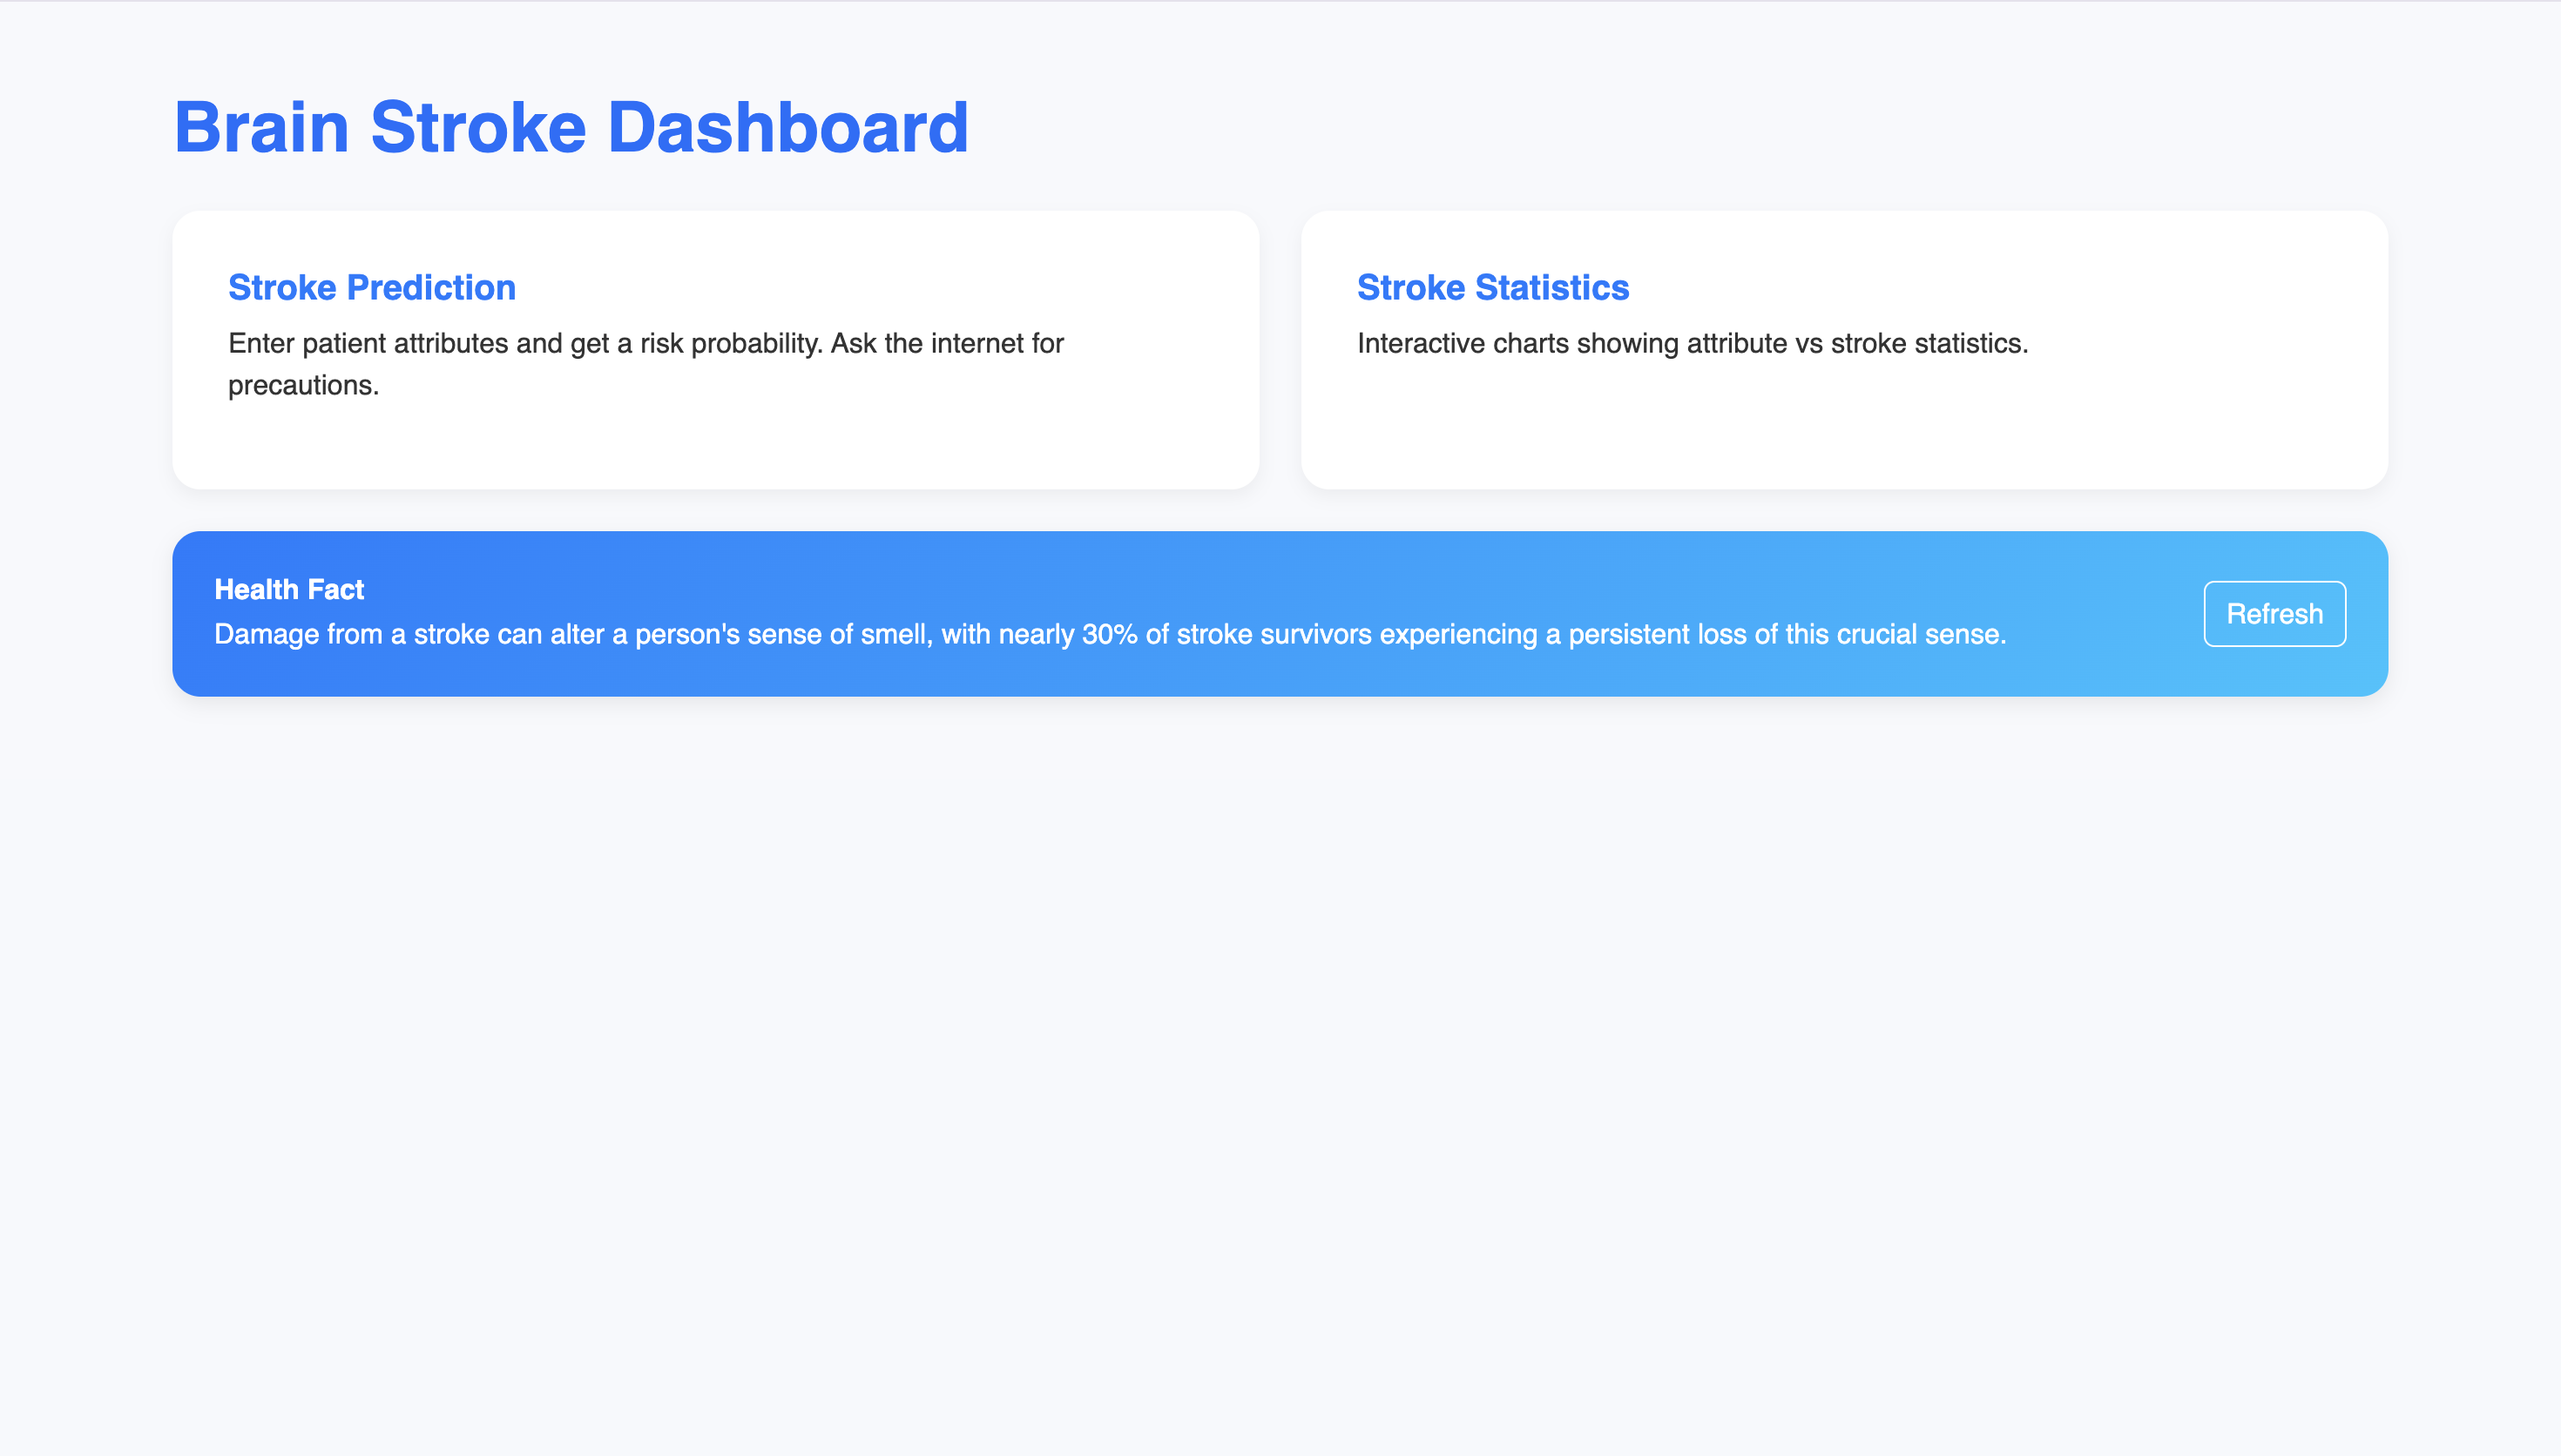 Brain Stroke Dashboard
Stroke Prediction
Enter patient attributes and get a risk probability. Ask the internet for
precautions.
Stroke Statistics
Interactive charts showing attribute vs stroke statistics.
Health Fact
Damage from a stroke can alter a person's sense of smell, with nearly 30% of stroke survivors experiencing a persistent loss of this crucial sense.
Refresh